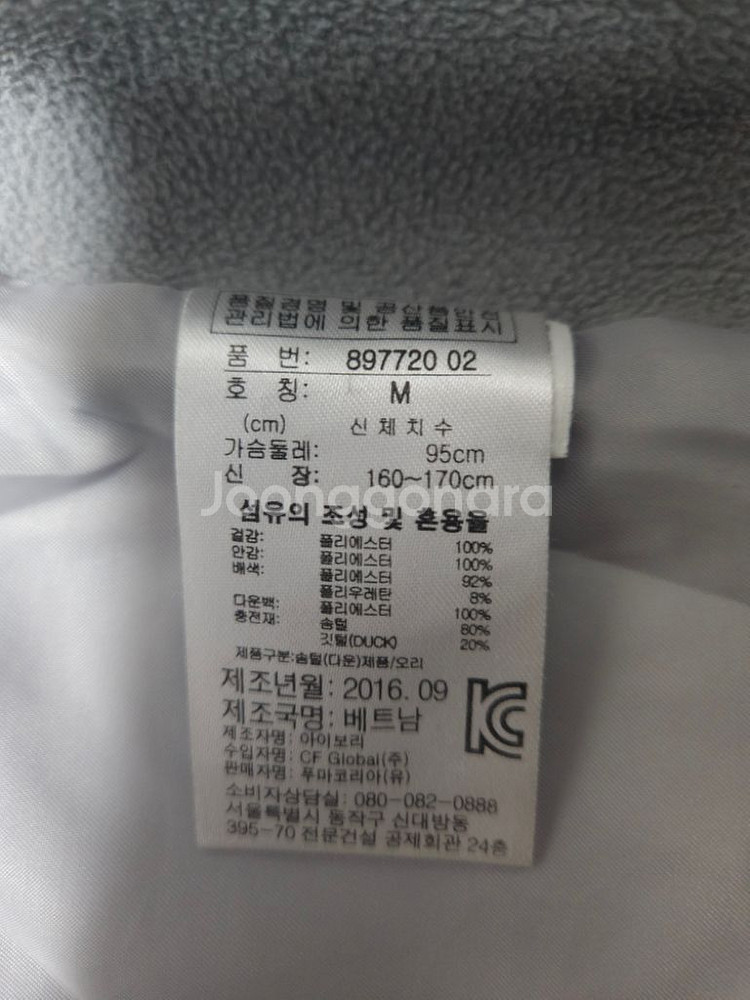 품질경영 및 공산품안전
관리법에 의한 품질표시
품 번: 897720 02
호 칭: M
(cm) 신체치수
가슴둘레: 95cm
신 장: 160~170cm
Joonggonara
섬유의 조성 및 혼용율
겉감: 폴리에스터 100%
안감: 폴리에스터 100%
배색: 폴리에스터 92%
폴리우레탄 8%
다운백: 폴리에스터 100%
충전재: 솜털 80%
깃털(DUCK) 20%
제품구분:솜털(다운)제품/오리
제조년월: 2016. 09
제조국명: 베트남
제조자명: 아이보리
수입자명: CF Global(주)
판매자명: 푸마코리아(유)
소비자상담실: 080-082-0888
서울특별시 동작구 신대방동
395-70 전문건설 공제회관 24층